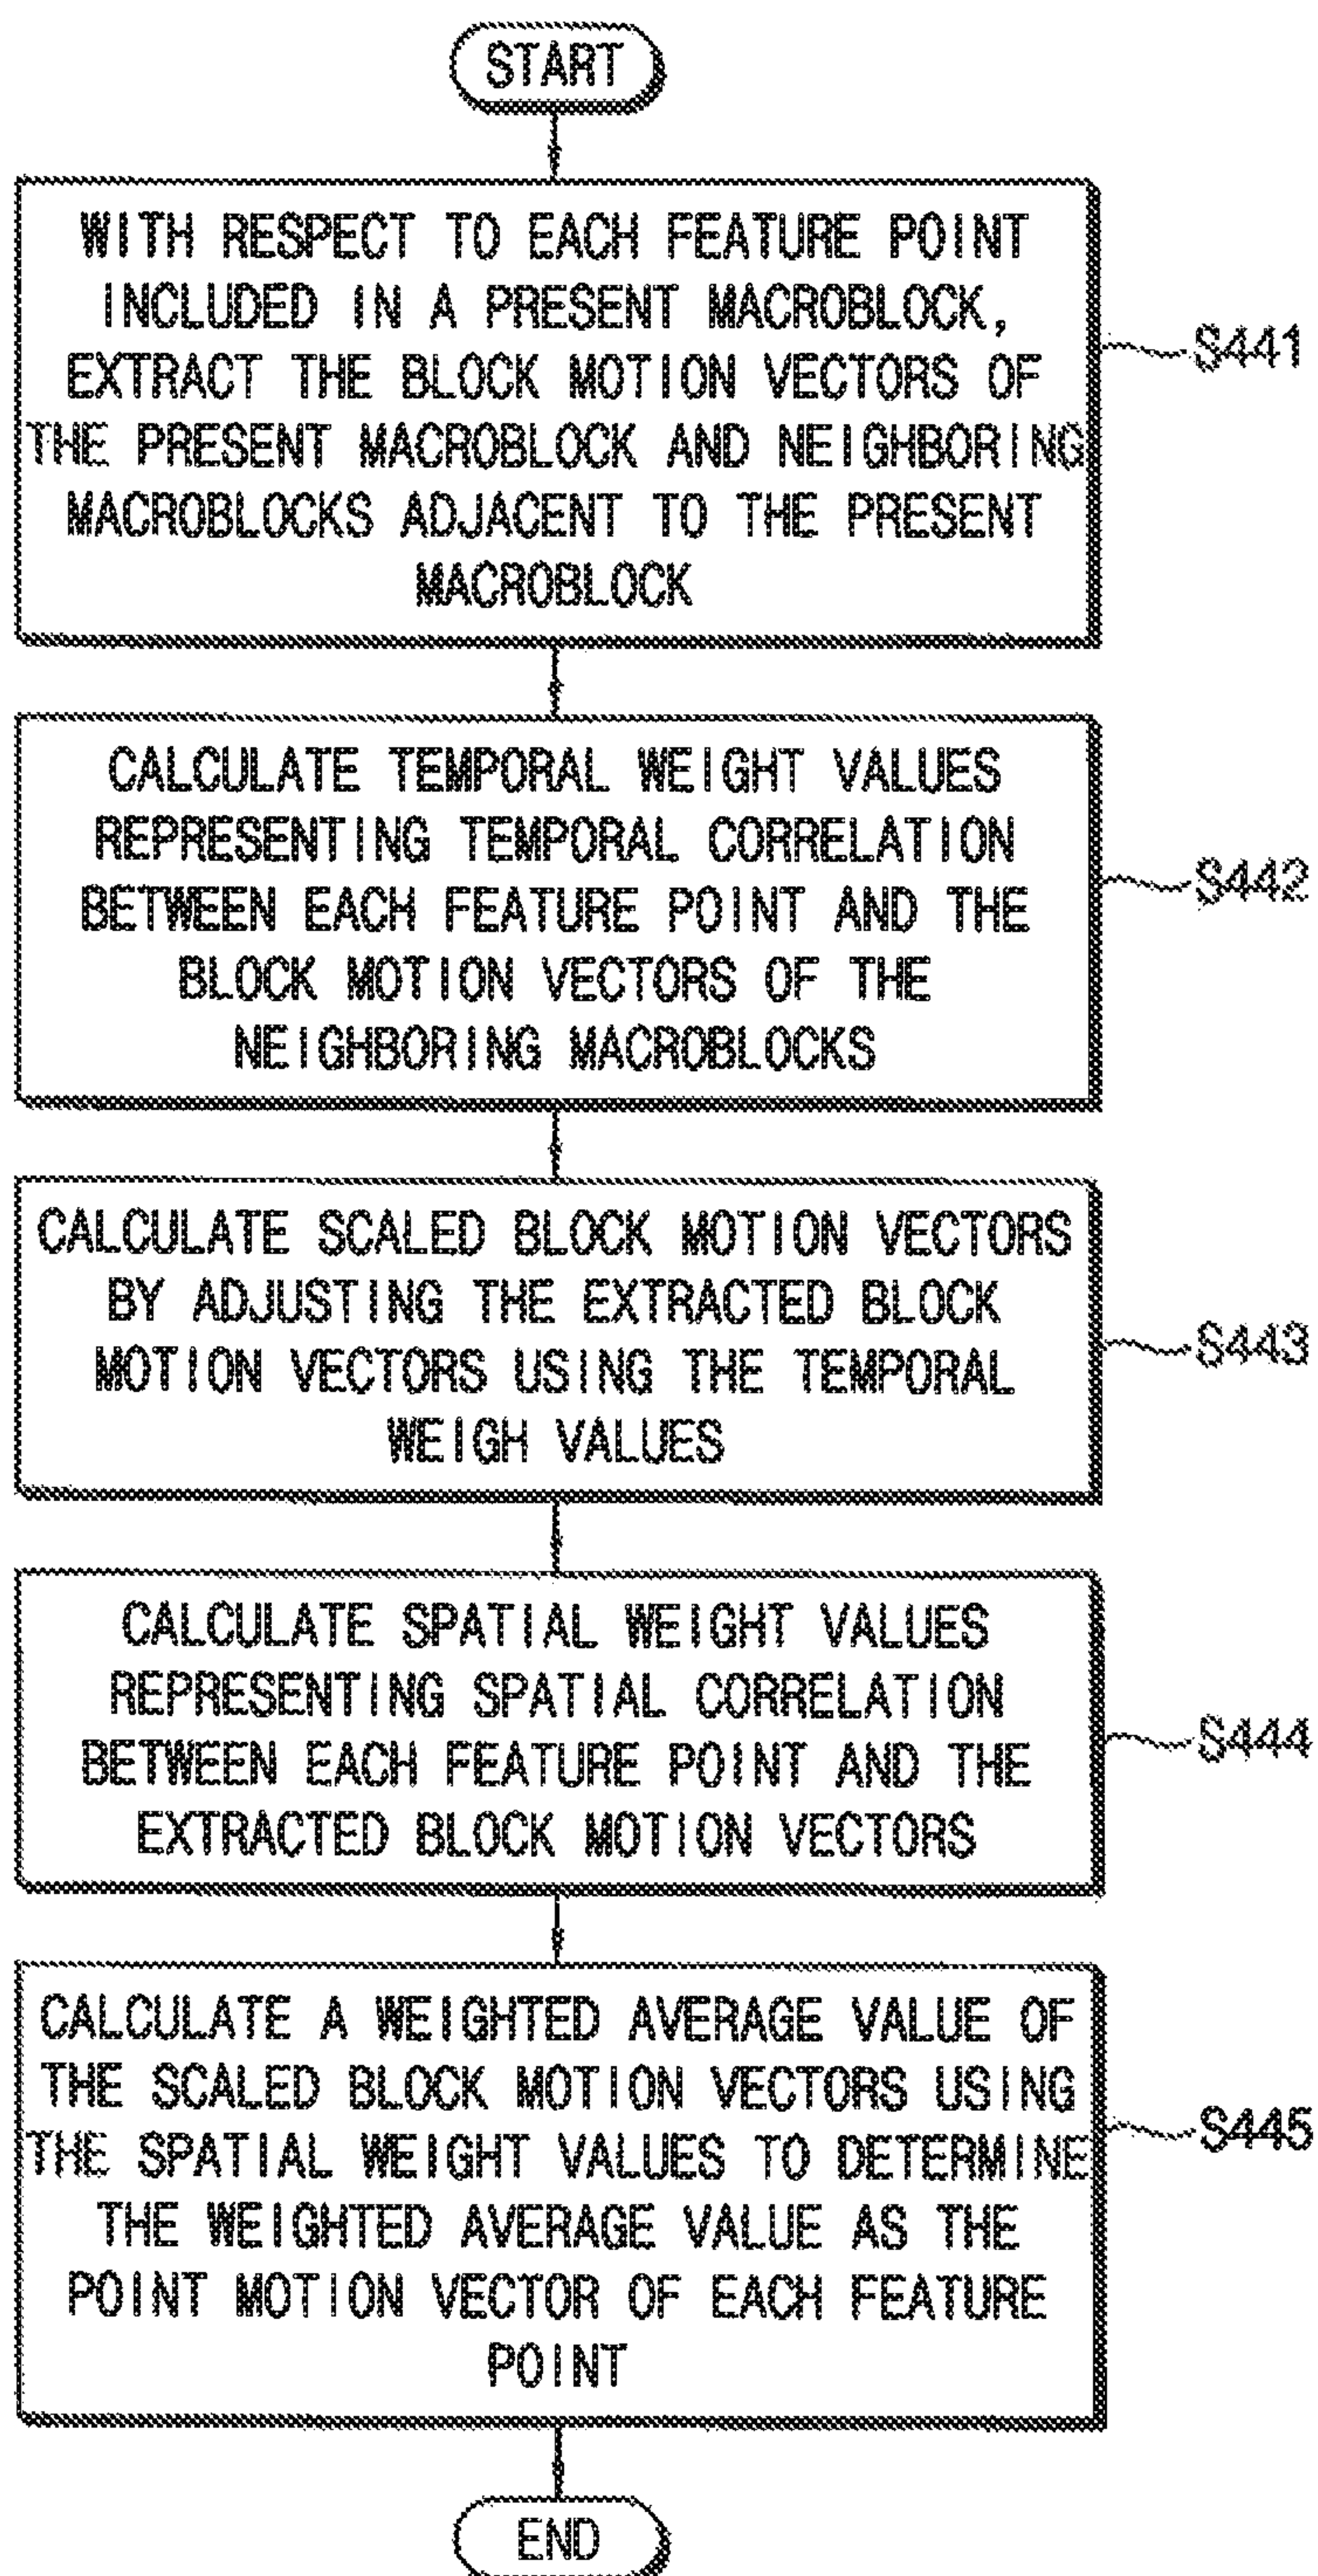 START
WITH RESPECT TO EACH FEATURE POINT
INCLUDED IN A PRESENT MACROBLOCK,
EXTRACT THE BLOCK MOTION VECTORS OF
THE PRESENT MACROBLOCK AND NEIGHBORING
MACROBLOCKS ADJACENT TO THE PRESENT
MACROBLOCK
S441
CALCULATE TEMPORAL WEIGHT VALUES
REPRESENTING TEMPORAL CORRELATION
BETWEEN EACH FEATURE POINT AND THE
BLOCK MOTION VECTORS OF THE
NEIGHBORING MACROBLOCKS
S442
CALCULATE SCALED BLOCK MOTION VECTORS
BY ADJUSTING THE EXTRACTED BLOCK
MOTION VECTORS USING THE TEMPORAL
WEIGH VALUES
S443
CALCULATE SPATIAL WEIGHT VALUES
REPRESENTING SPATIAL CORRELATION
BETWEEN EACH FEATURE POINT AND THE
EXTRACTED BLOCK MOTION VECTORS
S444
CALCULATE A WEIGHTED AVERAGE VALUE OF
THE SCALED BLOCK MOTION VECTORS USING
THE SPATIAL WEIGHT VALUES TO DETERMINE
THE WEIGHTED AVERAGE VALUE AS THE
POINT MOTION VECTOR OF EACH FEATURE
POINT
S445
END